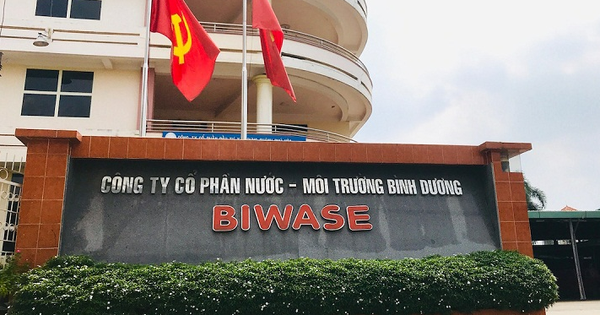 CÔNG TY CỔ PHẦN NƯỚC - MÔI TRƯỜNG BÌNH DƯƠNG
BIWASE